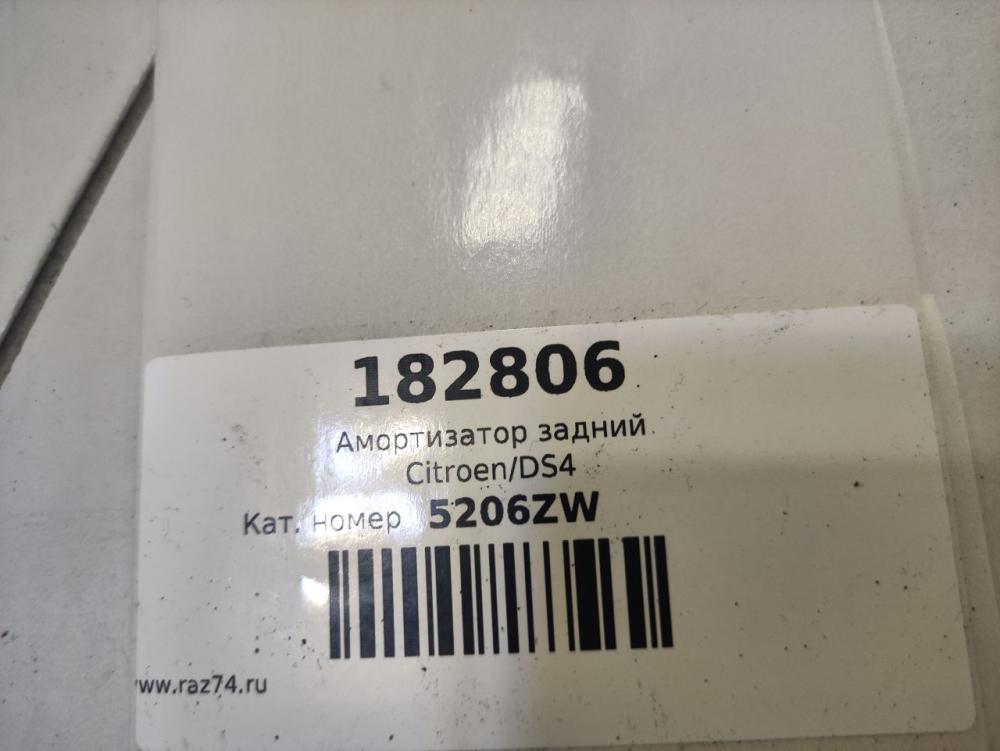 182806
Амортизатор задний
Citroen/DS4
Кат. номер 5206ZW
www.raz74.ru